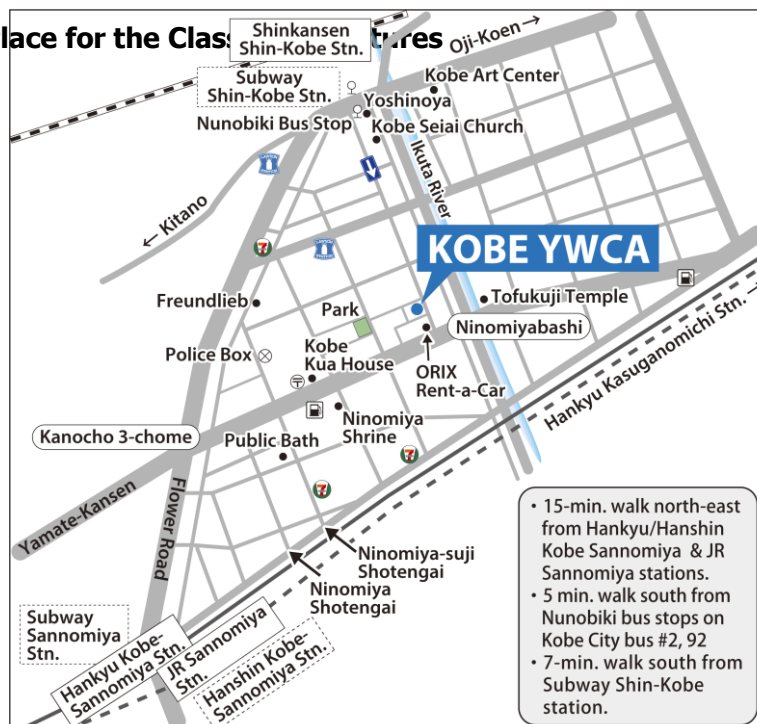 lace for the Class
tures
Shinkansen
Shin-Kobe Stn.
Oji-Koen →
Subway
Shin-Kobe Stn.
Kobe Art Center
Yoshinoya
Nunobiki Bus Stop
Kobe Seiai Church
Ikuta River
← Kitano
7
KOBE YWCA
Freundlieb
Park
Tofukuji Temple
Ninomiyabashi
Police Box
Kobe
Kua House
ORIX
Rent-a-Car
Hankyu Kasuganomichi Stn. →
Ninomiya
Shrine
Kanocho 3-chome
Public Bath
7
7
Yamate-Kansen
Flower Road
Ninomiya-suji
Shotengai
Ninomiya
Shotengai
Subway
Sannomiya
Stn.
Hankyu Kobe-
Sannomiya Stn.
JR Sannomiya
Stn.
Hanshin Kobe-
Sannomiya Stn.
・15-min. walk north-east
from Hankyu/Hanshin
Kobe Sannomiya & JR
Sannomiya stations.
・5 min. walk south from
Nunobiki bus stops on
Kobe City bus #2, 92
・7-min. walk south from
Subway Shin-Kobe
station.